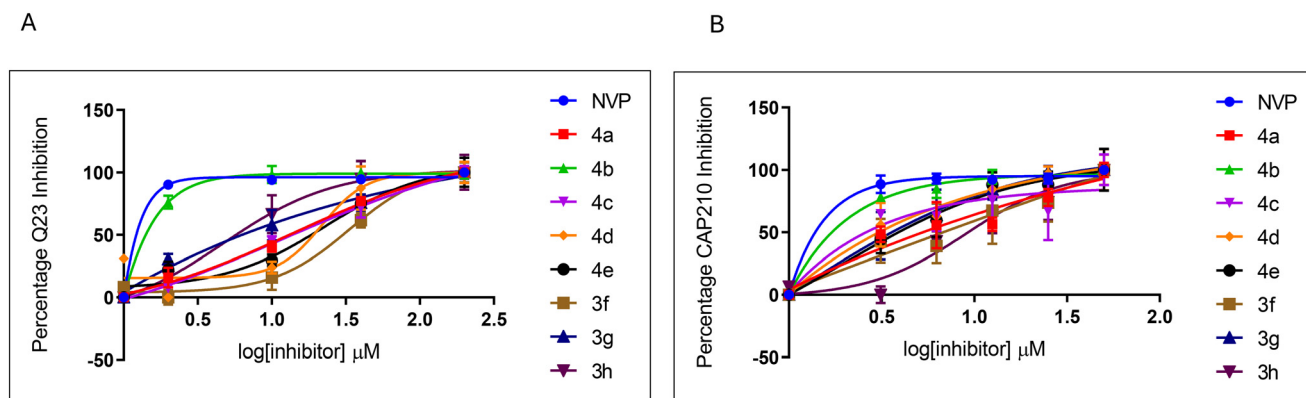 A
B
Percentage Q23 Inhibition
150
100
50
0
-50
0.5
1.0
1.5
2.0
2.5
log[inhibitor] μM
NVP
4a
4b
4c
4d
4e
3f
3g
3h
Percentage CAP210 Inhibition
150
100
50
0
-50
0.5
1.0
1.5
2.0
log[inhibitor] μM
NVP
4a
4b
4c
4d
4e
3f
3g
3h